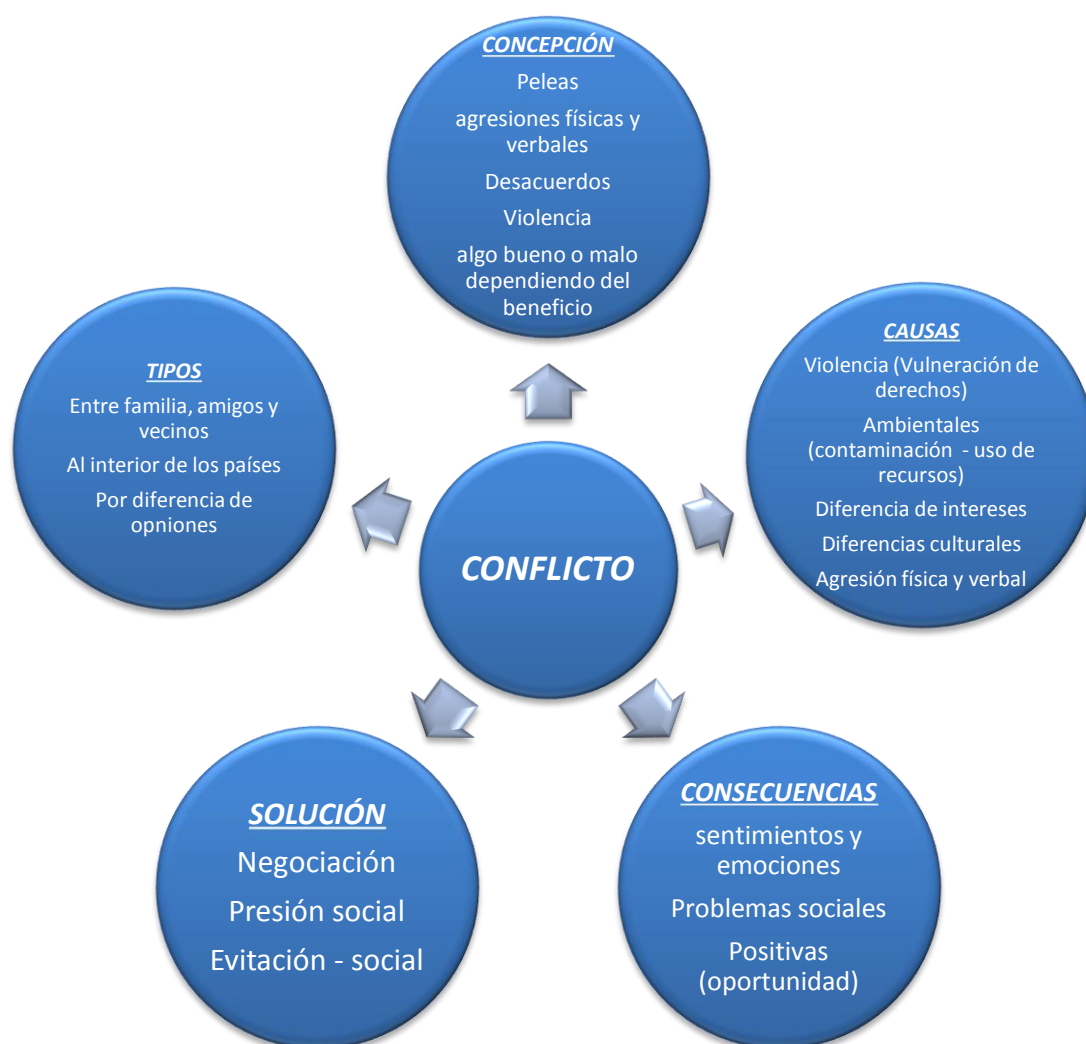 CONCEPCIÓN
Peleas
agresiones físicas y
verbales
Desacuerdos
Violencia
algo bueno o malo
dependiendo del
beneficio
CAUSAS
Violencia (Vulneración de
derechos)
Ambientales
(contaminación - uso de
recursos)
Diferencia de intereses
Diferencias culturales
Agresión física y verbal
TIPOS
Entre familia, amigos y
vecinos
Al interior de los países
Por diferencia de
opniones
CONFLICTO
SOLUCIÓN
Negociación
Presión social
Evitación - social
CONSECUENCIAS
sentimientos y
emociones
Problemas sociales
Positivas
(oportunidad)